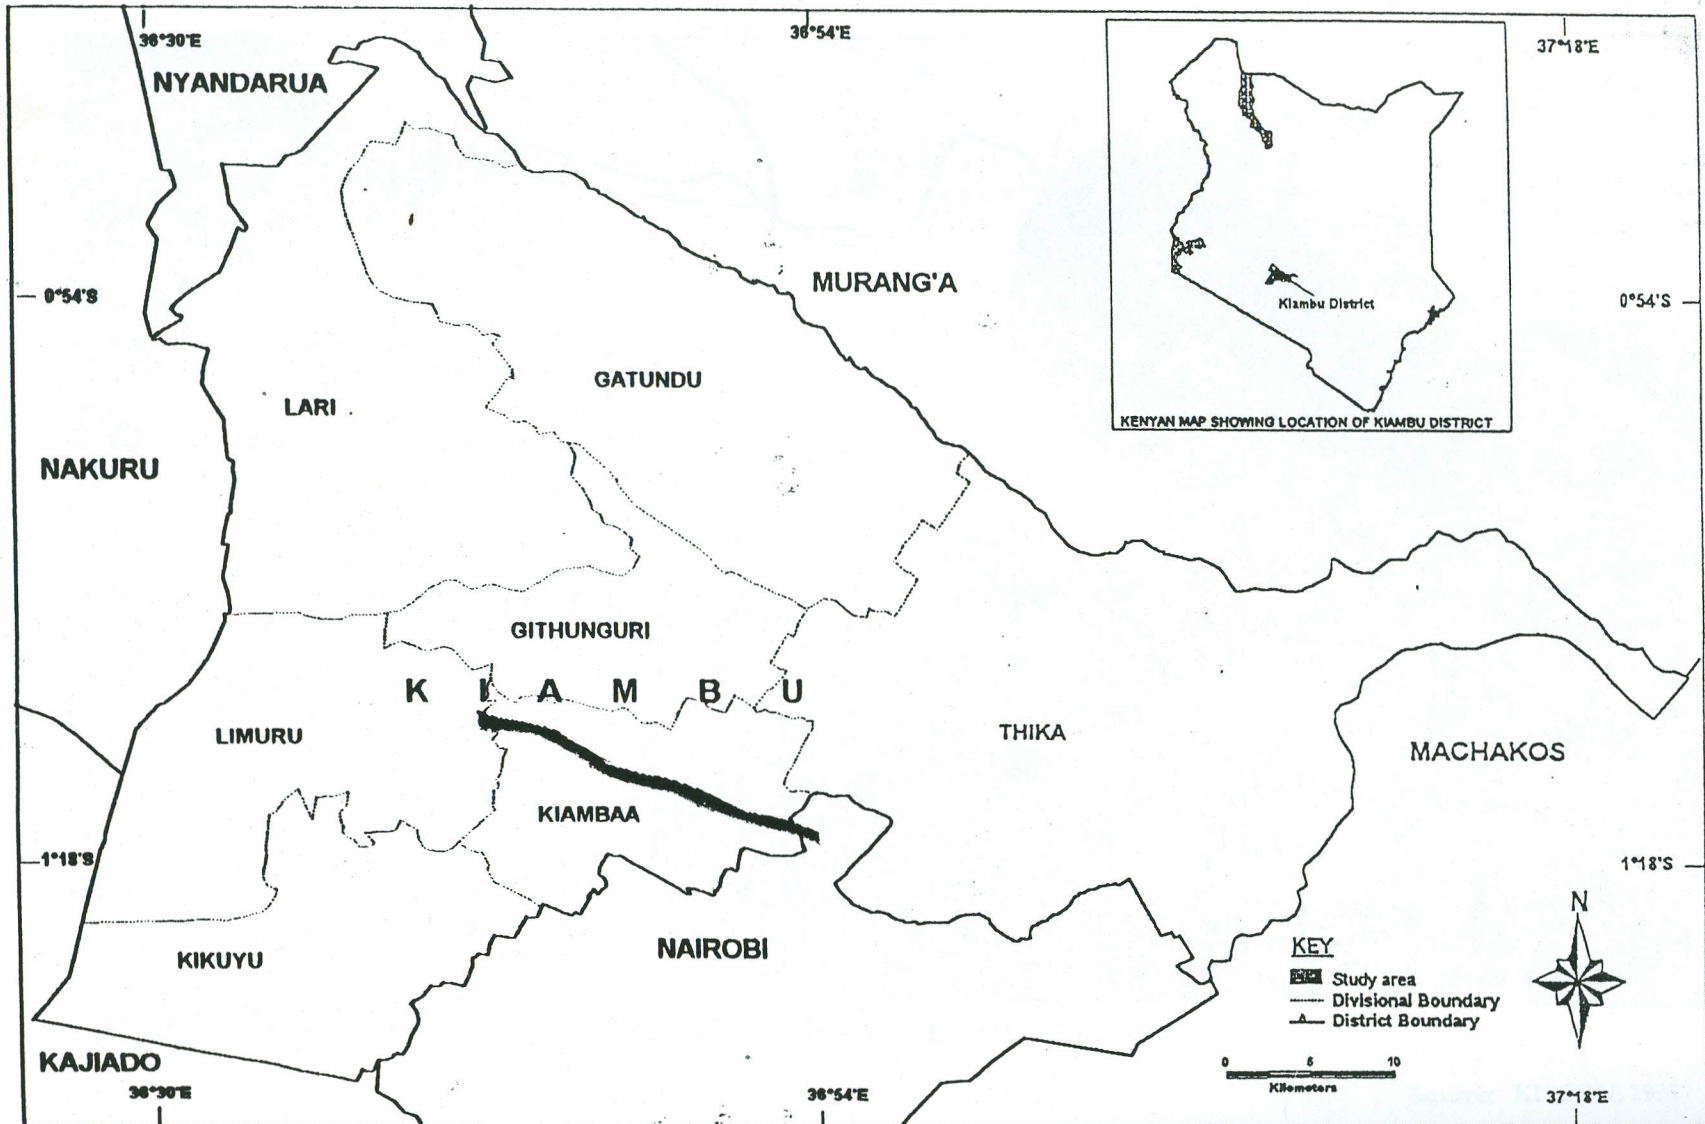 36°30'E
36°54'E
37°18'E
NYANDARUA
0°54'S
MURANG'A
Kiambu District
0°54'S
GATUNDU
LARI
KENYAN MAP SHOWING LOCATION OF KIAMBU DISTRICT
NAKURU
GITHUNGURI
K I A M B U
LIMURU
THIKA
MACHAKOS
KIAMBAA
1°18'S
1°18'S
N
NAIROBI
KIKUYU
KEY
Study area
Divisional Boundary
District Boundary
KAJIADO
0 5 10
Kilometers
36°30'E
36°54'E
37°18'E